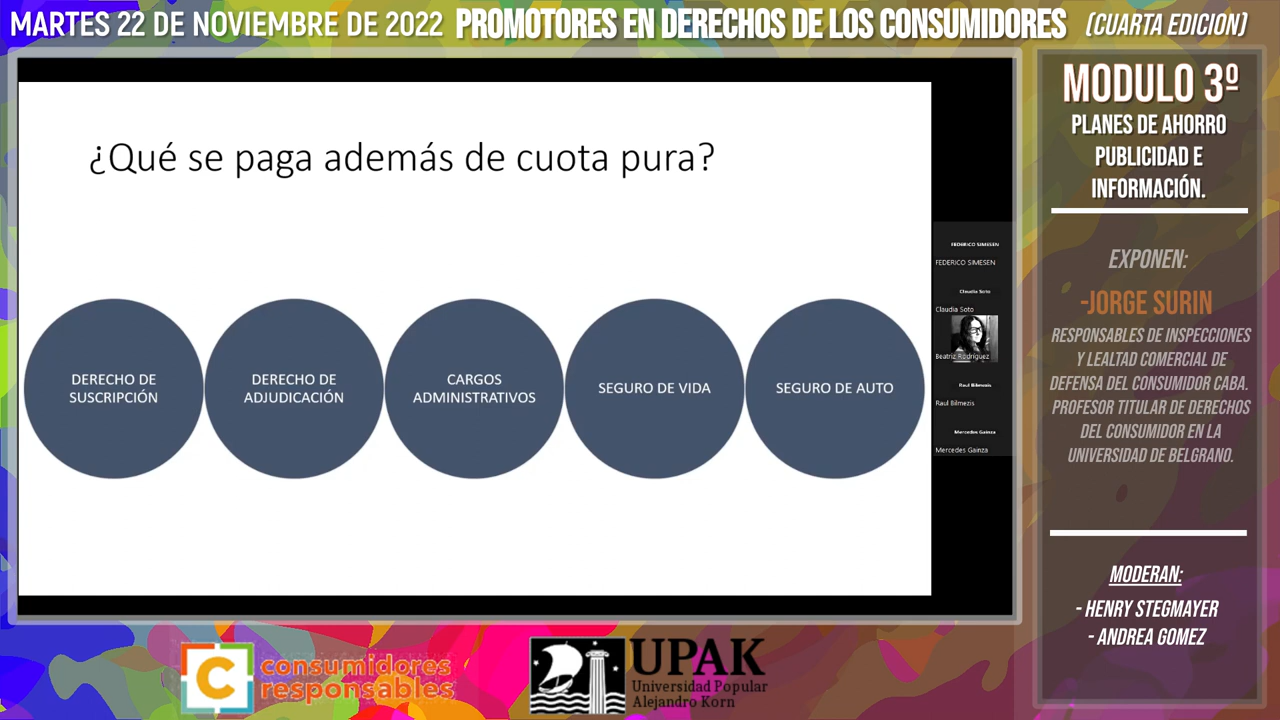 MARTES 22 DE NOVIEMBRE DE 2022 PROMOTORES EN DERECHOS DE LOS CONSUMIDORES (CUARTA EDICION)
¿Qué se paga además de cuota pura?
DERECHO DE
SUSCRIPCIÓN
DERECHO DE
ADJUDICACIÓN
CARGOS
ADMINISTRATIVOS
SEGURO DE VIDA
SEGURO DE AUTO
FEDERICO SIMESEN
FEDERICO SIMESEN
Claudia Soto
Claudia Soto
Beatriz Rodríguez
Raul Bilmezis
Raul Bilmezis
Mercedes Gainza
Mercedes Gainza
MODULO 3º
PLANES DE AHORRO
PUBLICIDAD E
INFORMACIÓN.
EXPONEN:
-JORGE SURIN
RESPONSABLES DE INSPECCIONES
Y LEALTAD COMERCIAL DE
DEFENSA DEL CONSUMIDOR CABA.
PROFESOR TITULAR DE DERECHOS
DEL CONSUMIDOR EN LA
UNIVERSIDAD DE BELGRANO.
MODERAN:
- HENRY STEGMAYER
- ANDREA GOMEZ
C consumidores
responsables
UPAK
Universidad Popular
Alejandro Korn